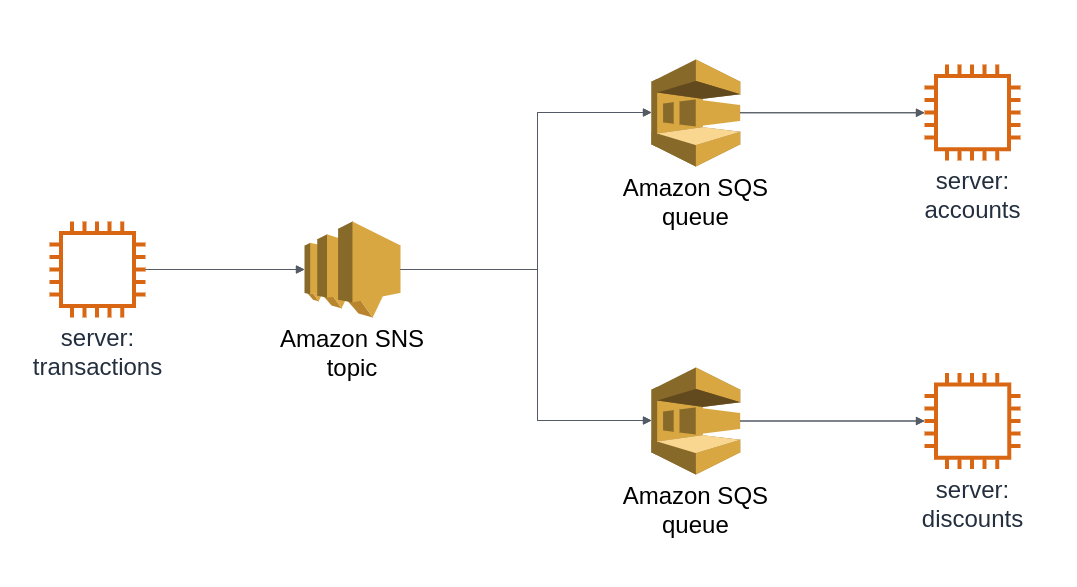 server:
transactions
Amazon SNS
topic
Amazon SQS
queue
server:
accounts
Amazon SQS
queue
server:
discounts